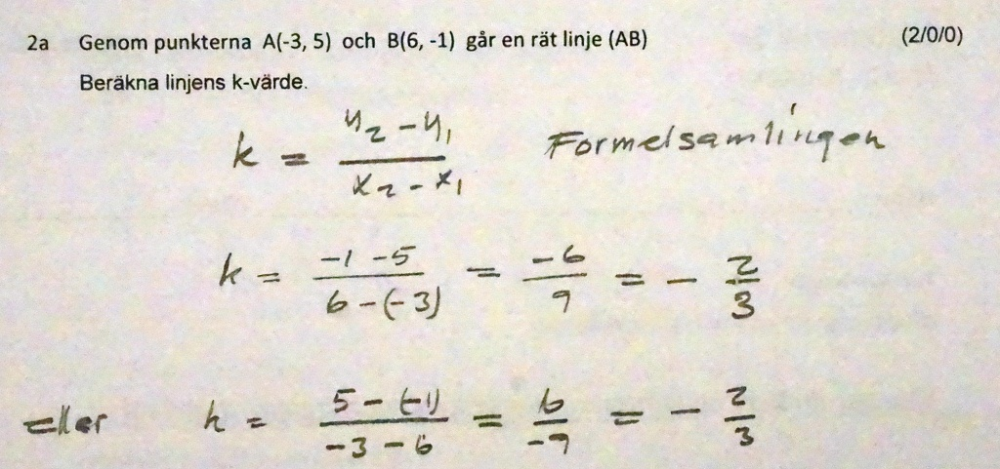 2a Genom punkterna A(-3, 5) och B(6, -1) går en rät linje (AB) (2/0/0)
Beräkna linjens k-värde.
k = (y₂ - y₁)/(x₂ - x₁) Formelsamlingen
k = (-1 - 5)/(6 - (-3)) = -6/9 = - 2/3
eller k = (5 - (-1))/(-3 - 6) = 6/-9 = - 2/3